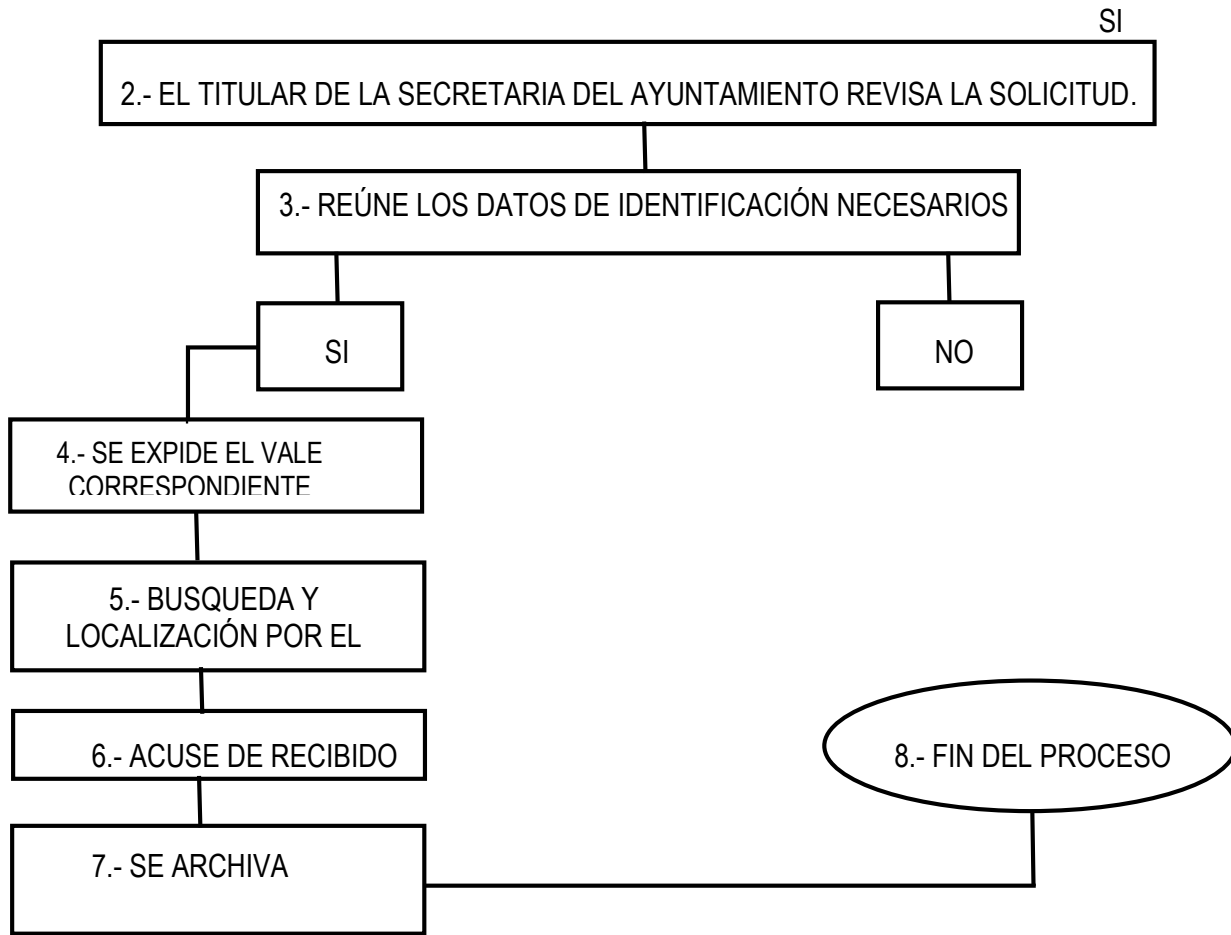 SI
2.- EL TITULAR DE LA SECRETARIA DEL AYUNTAMIENTO REVISA LA SOLICITUD.
3.- REÚNE LOS DATOS DE IDENTIFICACIÓN NECESARIOS
SI
NO
4.- SE EXPIDE EL VALE
CORRESPONDIENTE
5.- BUSQUEDA Y
LOCALIZACIÓN POR EL
6.- ACUSE DE RECIBIDO
8.- FIN DEL PROCESO
7.- SE ARCHIVA